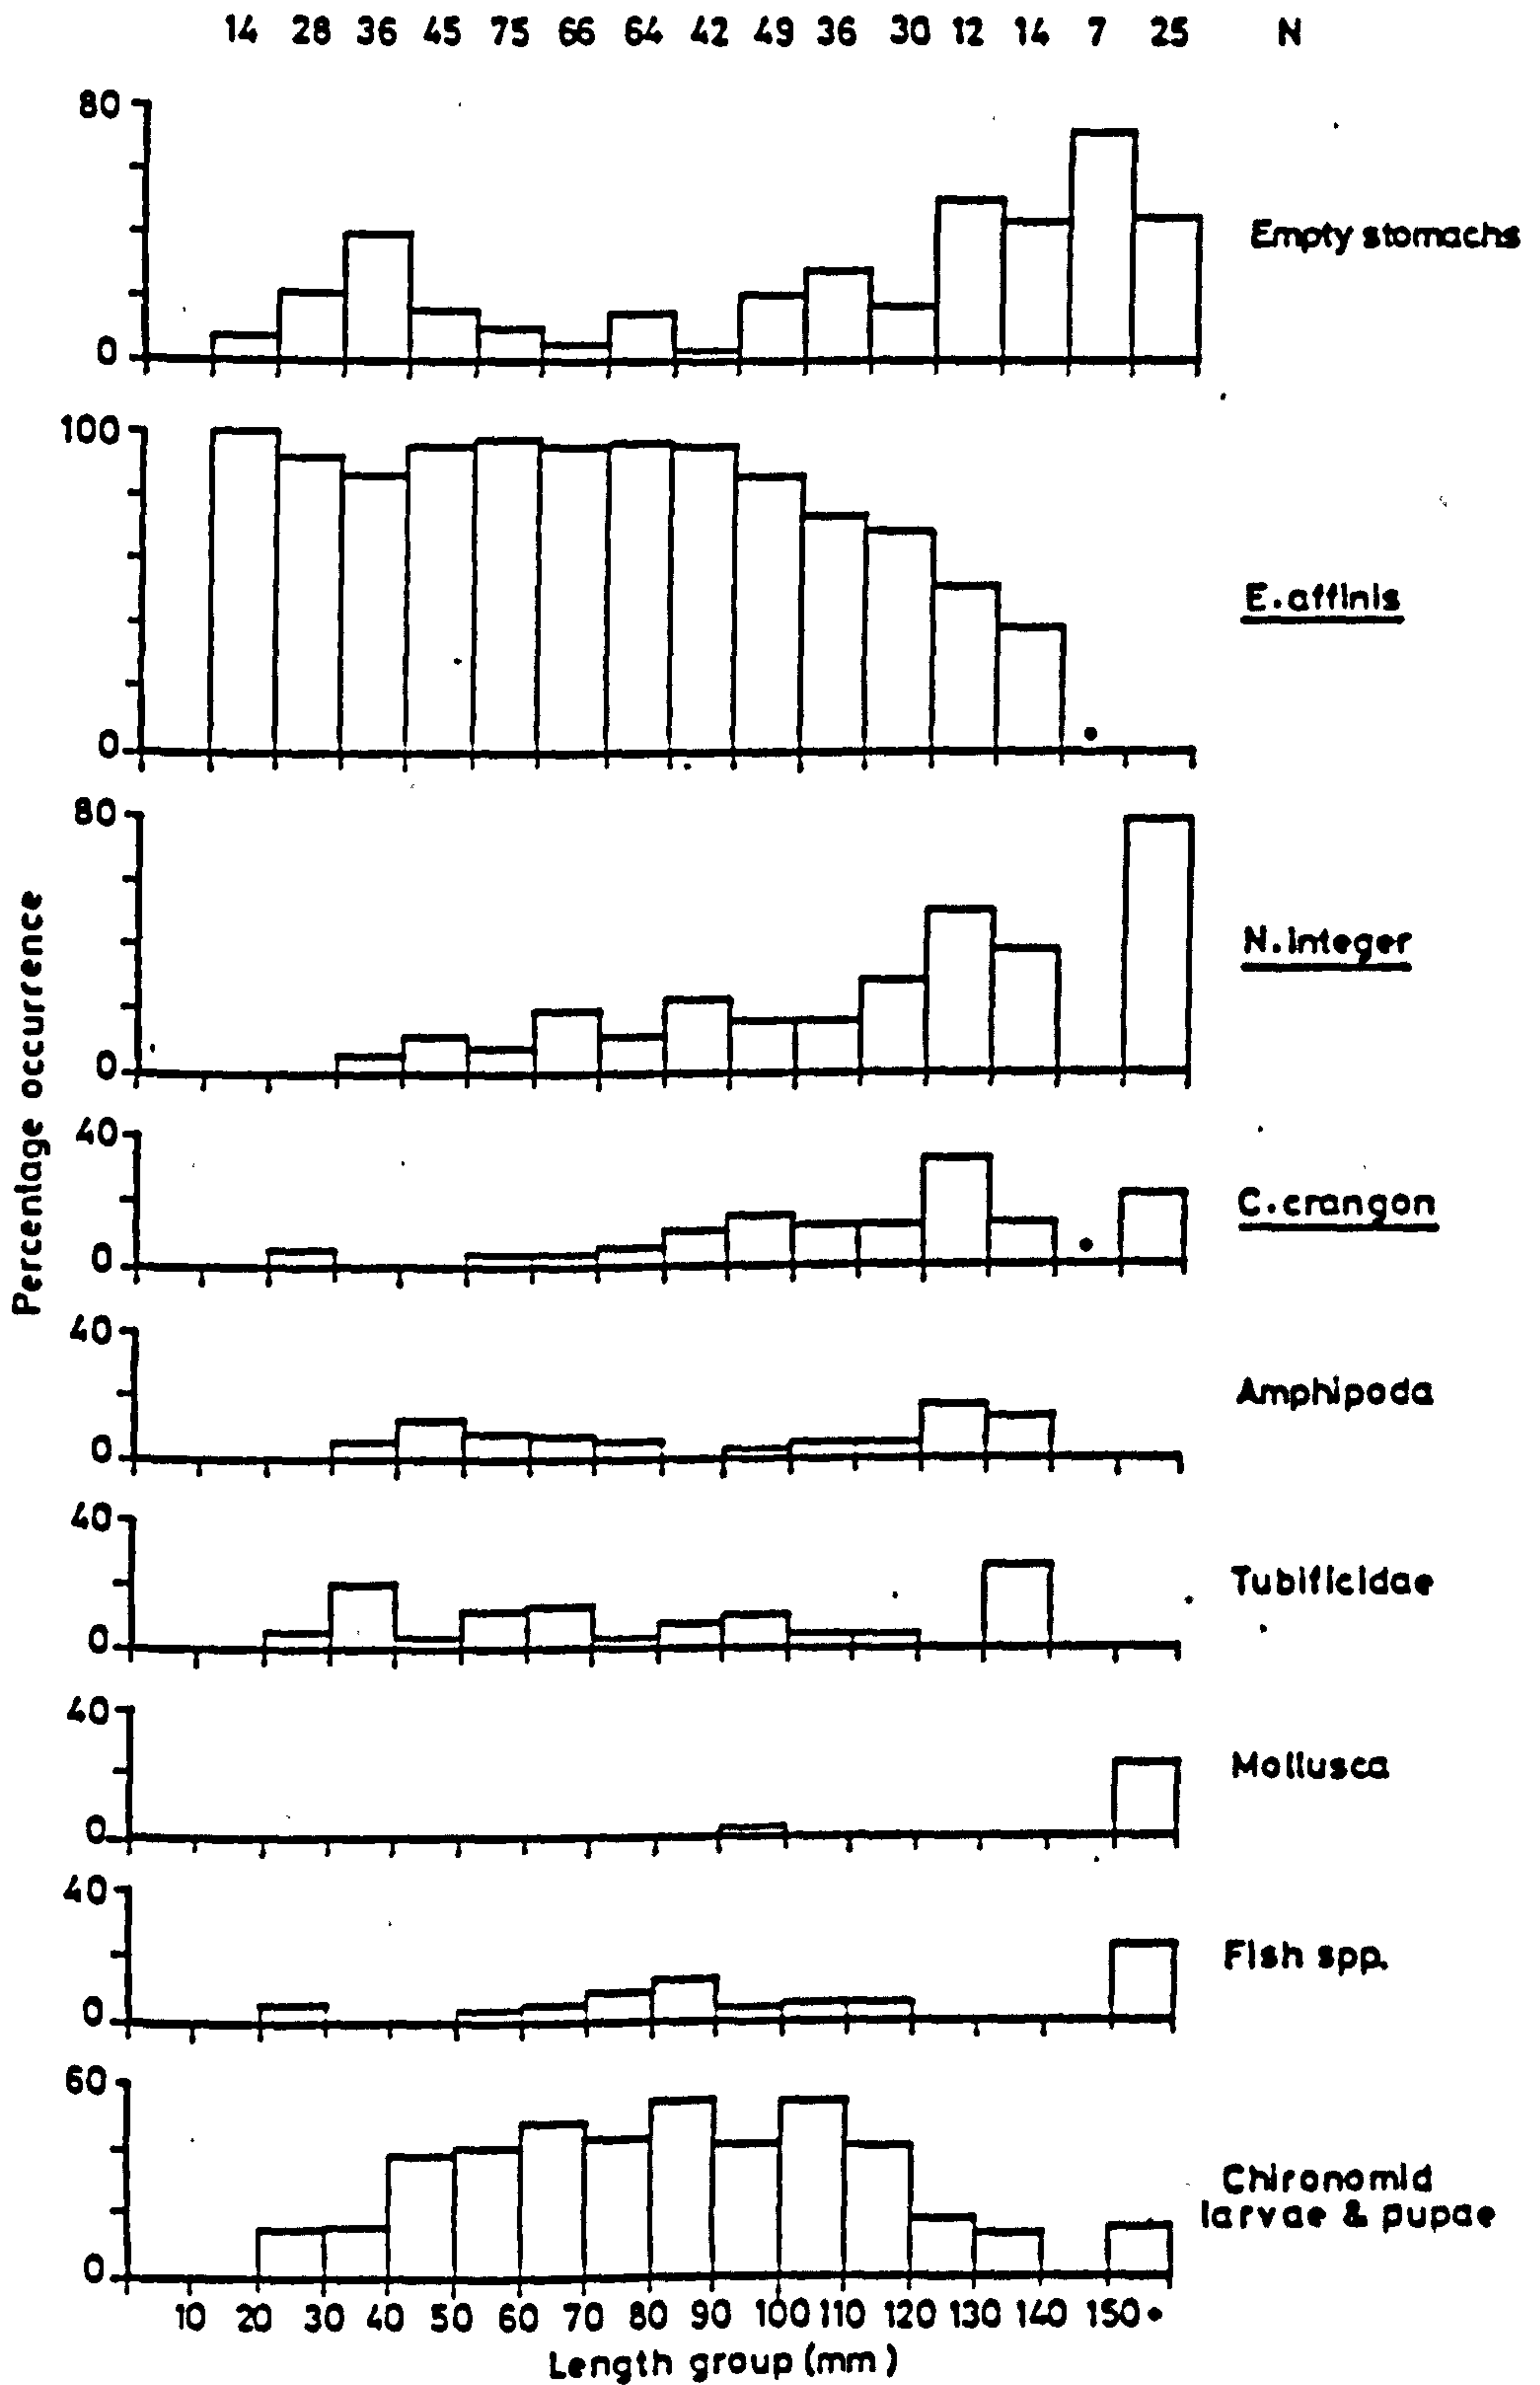 14 28 36 45 75 66 64 42 49 36 30 12 14 7 25 N
80
0
Empty stomachs
100
0
E.affinis
80
0
N.integer
Percentage occurrence
40
0
C.crangon
40
0
Amphipoda
40
0
Tubificidae
40
0
Mollusca
40
0
Fish spp.
60
0
Chironomid
larvae & pupae
10 20 30 40 50 60 70 80 90 100 110 120 130 140 150+
Length group (mm)